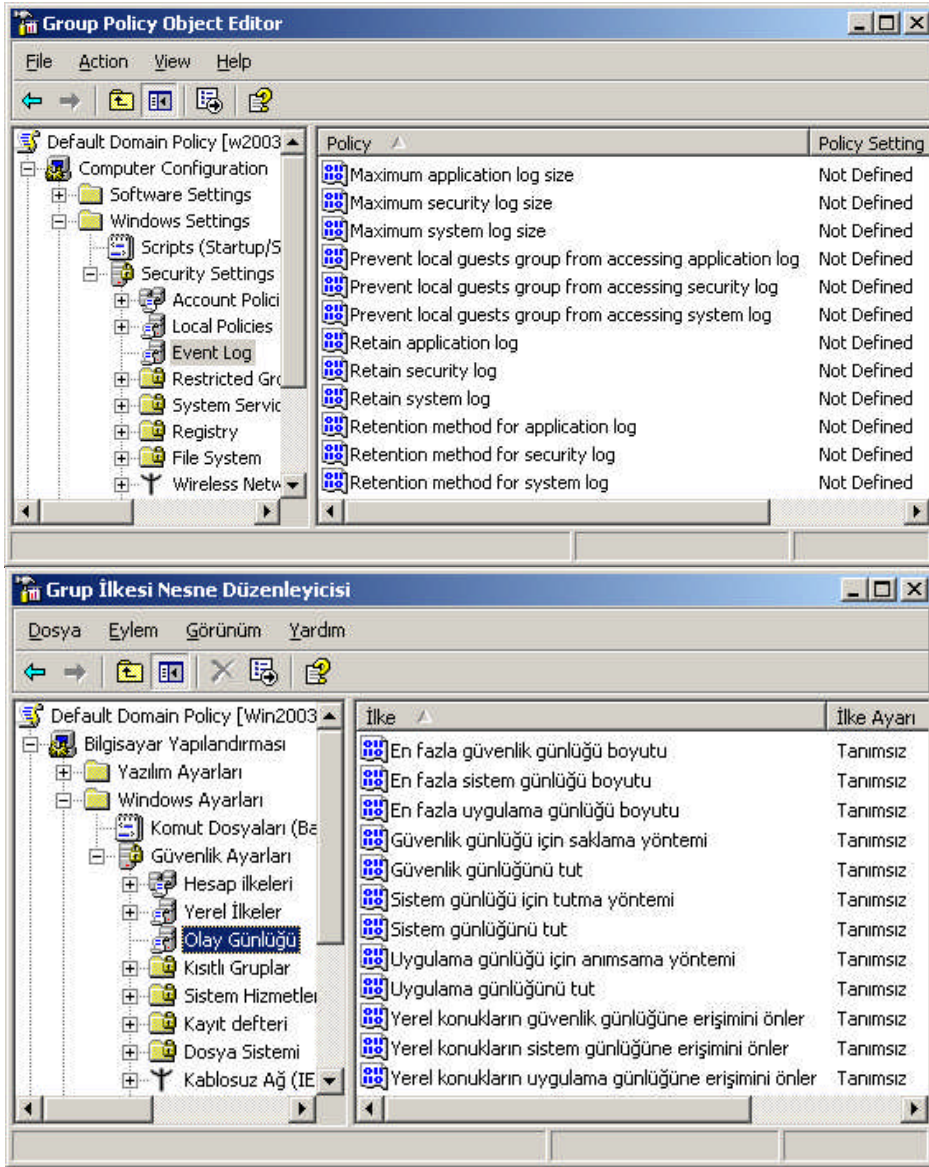 Group Policy Object Editor
File Action View Help
Default Domain Policy [w2003
Computer Configuration
Software Settings
Windows Settings
Scripts (Startup/S
Security Settings
Account Polici
Local Policies
Event Log
Restricted Gro
System Servic
Registry
File System
Wireless Netw
Policy Policy Setting
Maximum application log size Not Defined
Maximum security log size Not Defined
Maximum system log size Not Defined
Prevent local guests group from accessing application log Not Defined
Prevent local guests group from accessing security log Not Defined
Prevent local guests group from accessing system log Not Defined
Retain application log Not Defined
Retain security log Not Defined
Retain system log Not Defined
Retention method for application log Not Defined
Retention method for security log Not Defined
Retention method for system log Not Defined
Grup İlkesi Nesne Düzenleyicisi
Dosya Eylem Görünüm Yardım
Default Domain Policy [Win2003
Bilgisayar Yapılandırması
Yazılım Ayarları
Windows Ayarları
Komut Dosyaları (Ba
Güvenlik Ayarları
Hesap ilkeleri
Yerel İlkeler
Olay Günlüğü
Kısıtlı Gruplar
Sistem Hizmetler
Kayıt defteri
Dosya Sistemi
Kablosuz Ağ (IE
İlke İlke Ayarı
En fazla güvenlik günlüğü boyutu Tanımsız
En fazla sistem günlüğü boyutu Tanımsız
En fazla uygulama günlüğü boyutu Tanımsız
Güvenlik günlüğü için saklama yöntemi Tanımsız
Güvenlik günlüğünü tut Tanımsız
Sistem günlüğü için tutma yöntemi Tanımsız
Sistem günlüğünü tut Tanımsız
Uygulama günlüğü için anımsama yöntemi Tanımsız
Uygulama günlüğünü tut Tanımsız
Yerel konukların güvenlik günlüğüne erişimini önler Tanımsız
Yerel konukların sistem günlüğüne erişimini önler Tanımsız
Yerel konukların uygulama günlüğüne erişimini önler Tanımsız